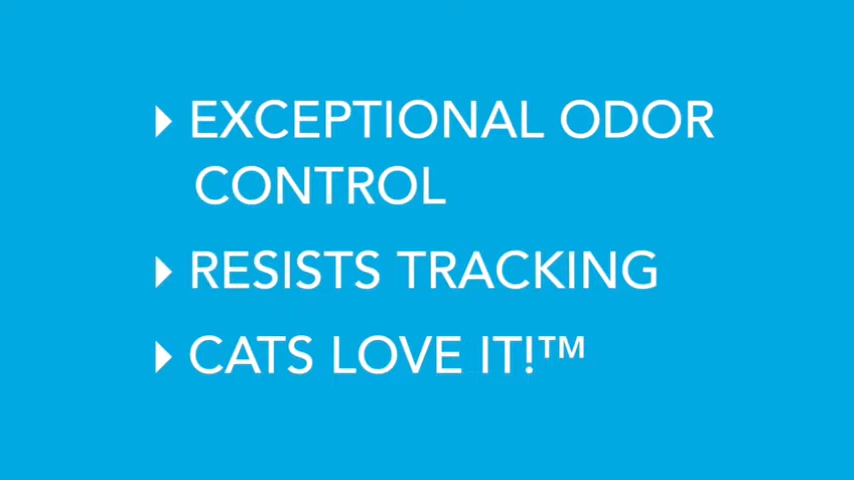 EXCEPTIONAL ODOR
CONTROL
RESISTS TRACKING
CATS LOVE IT!™